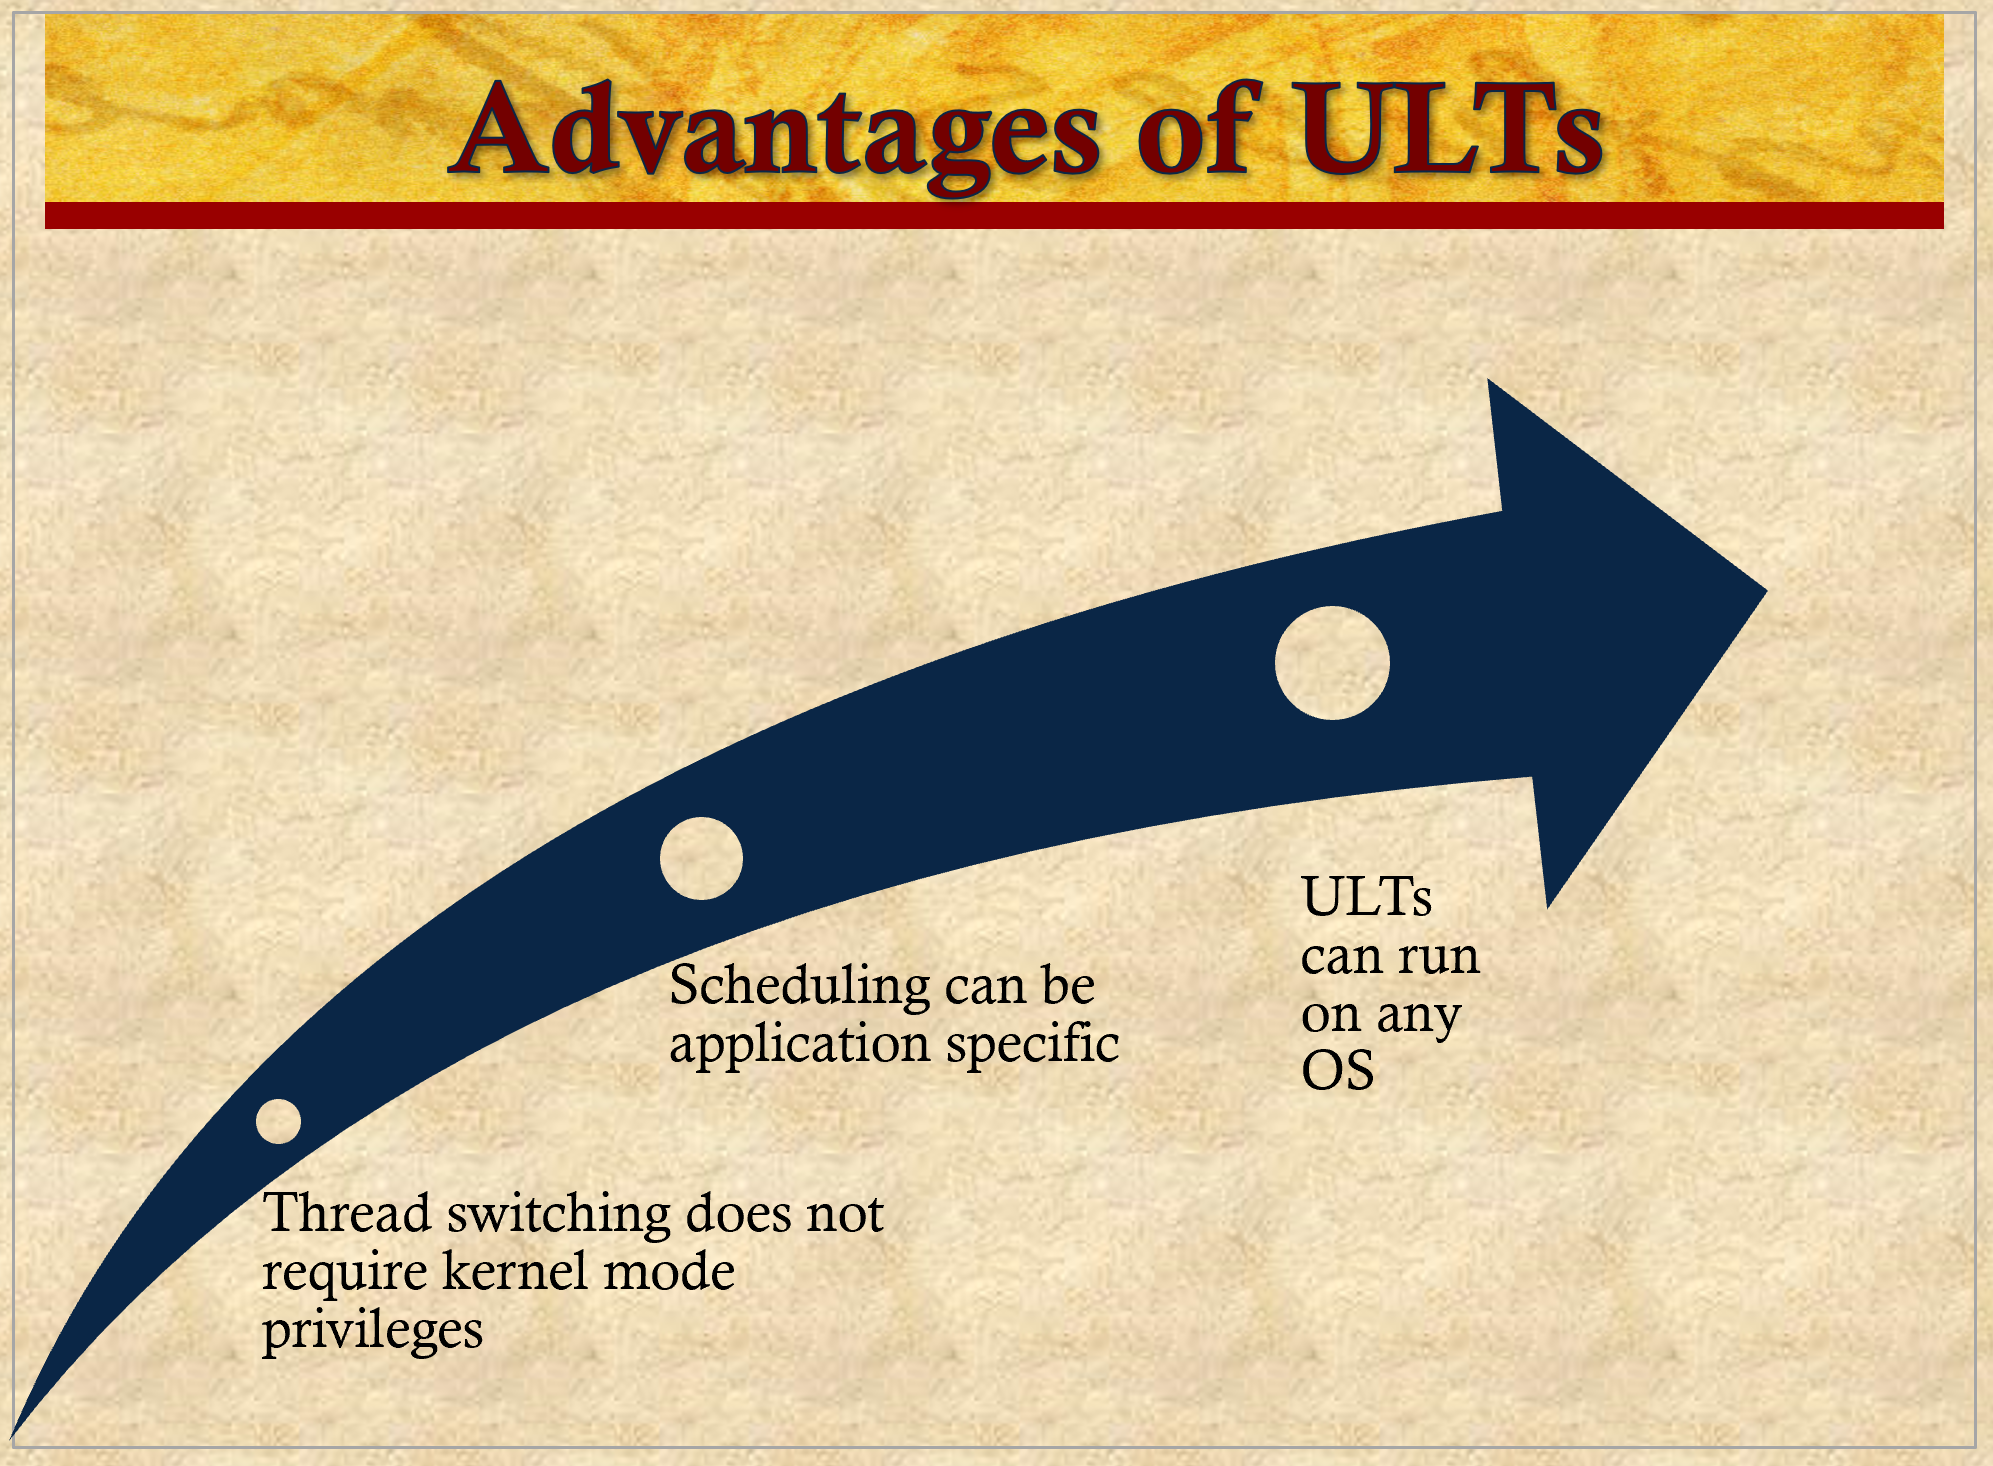 Advantages of ULTs
Thread switching does not
require kernel mode
privileges
Scheduling can be
application specific
ULTs
can run
on any
OS